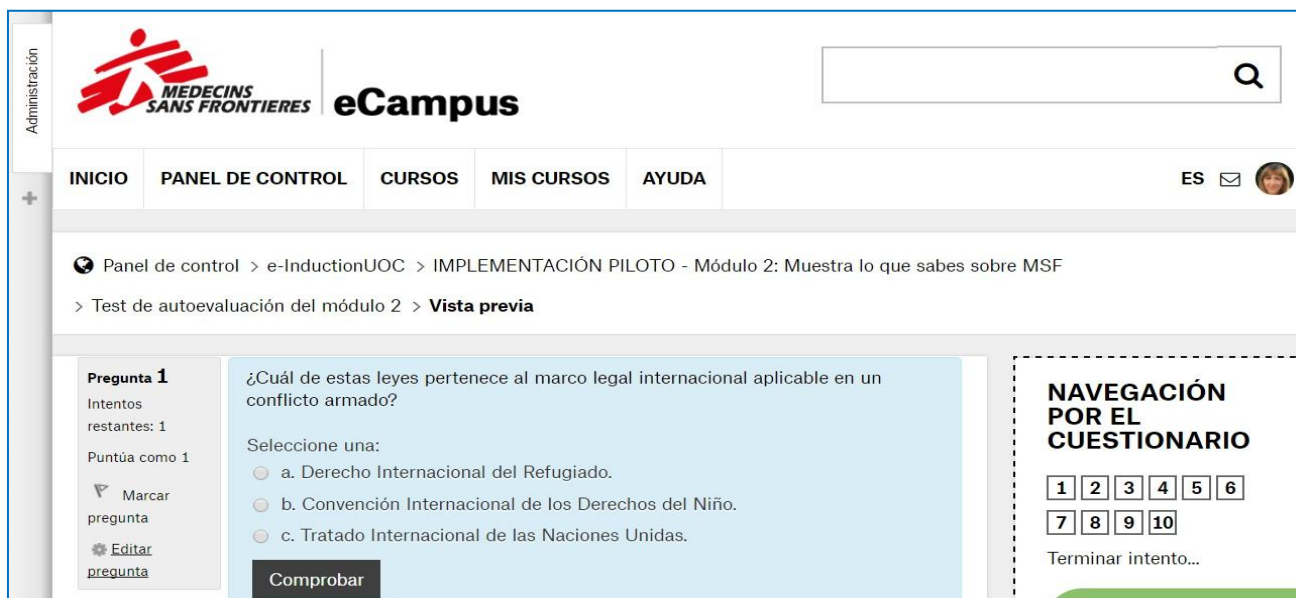 Administración
MEDECINS
SANS FRONTIERES
eCampus
INICIO PANEL DE CONTROL CURSOS MIS CURSOS AYUDA ES
Panel de control > e-InductionUOC > IMPLEMENTACIÓN PILOTO - Módulo 2: Muestra lo que sabes sobre MSF
> Test de autoevaluación del módulo 2 > Vista previa
Pregunta 1
Intentos
restantes: 1
Puntúa como 1
Marcar
pregunta
Editar
pregunta
¿Cuál de estas leyes pertenece al marco legal internacional aplicable en un
conflicto armado?
Seleccione una:
a. Derecho Internacional del Refugiado.
b. Convención Internacional de los Derechos del Niño.
c. Tratado Internacional de las Naciones Unidas.
Comprobar
NAVEGACIÓN
POR EL
CUESTIONARIO
1 2 3 4 5 6
7 8 9 10
Terminar intento...